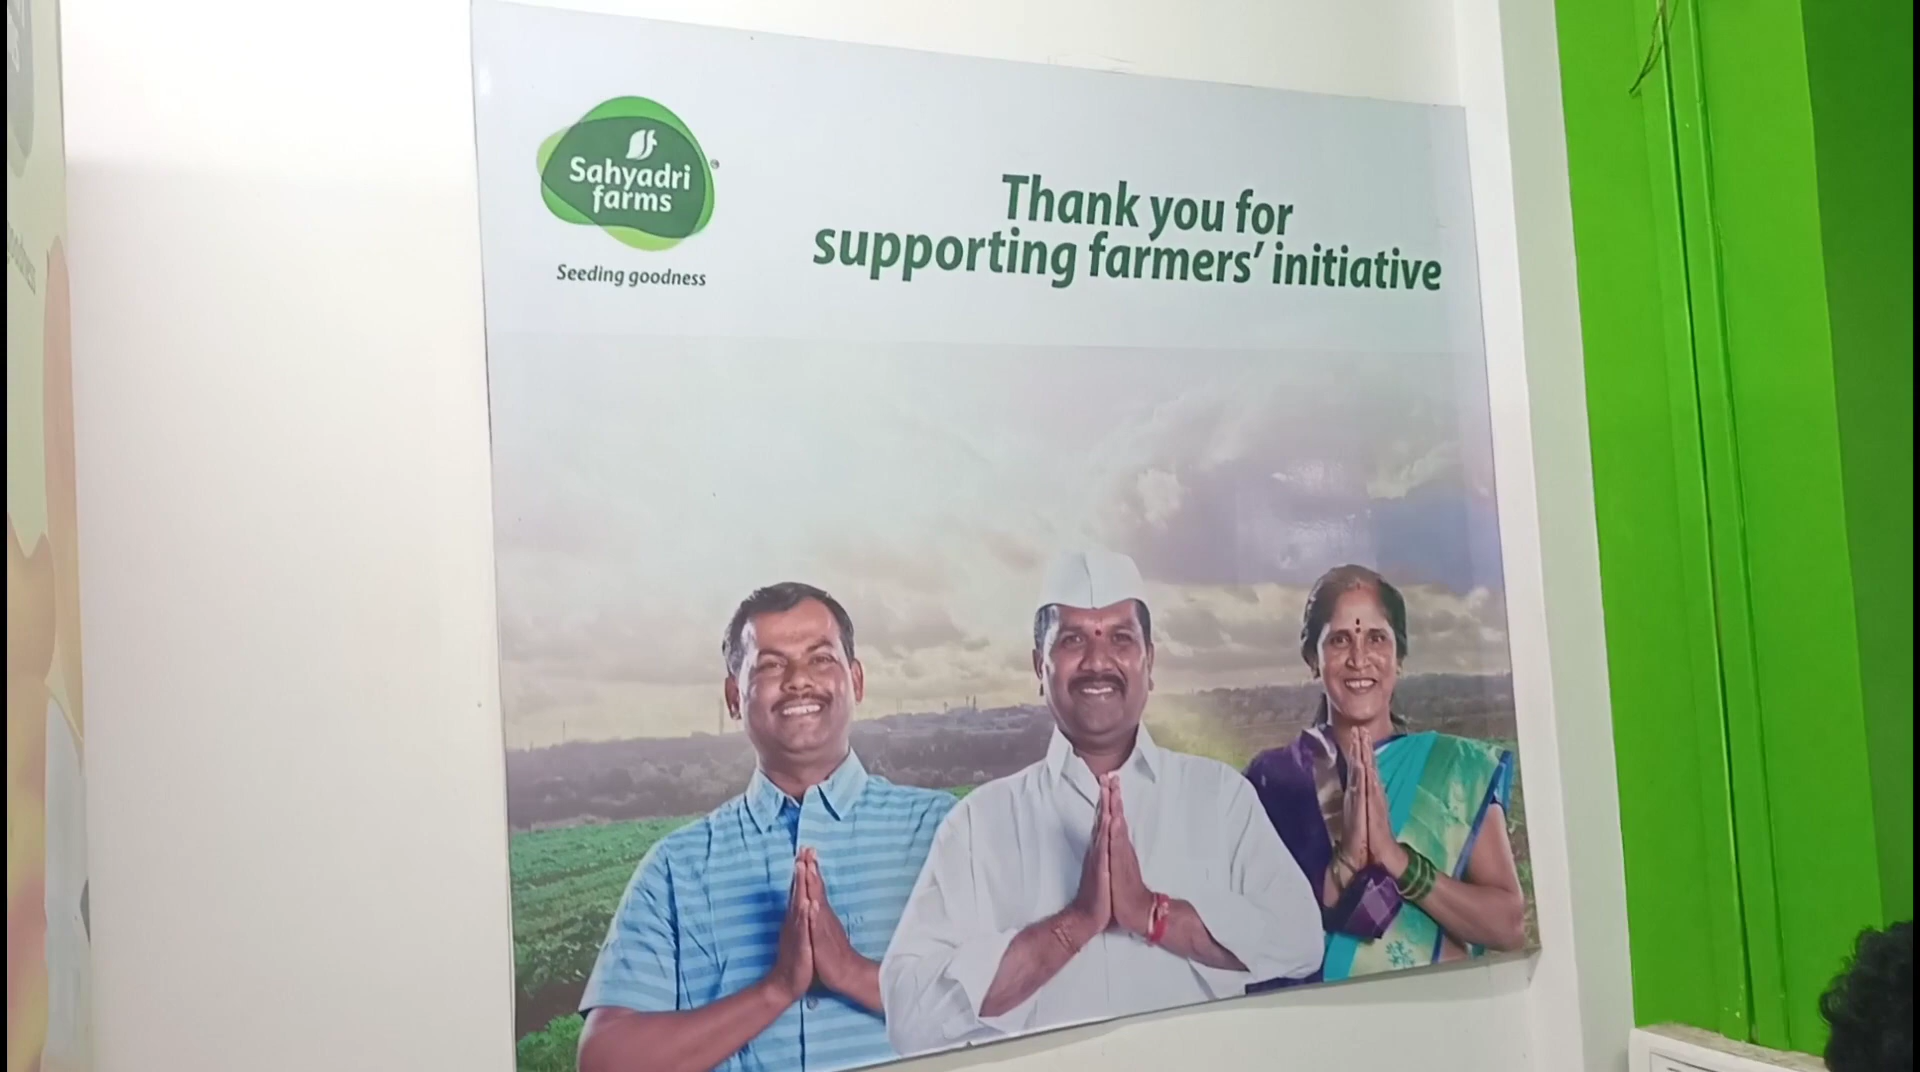 Sahyadri
farms
Seeding goodness
Thank you for
supporting farmers' initiative